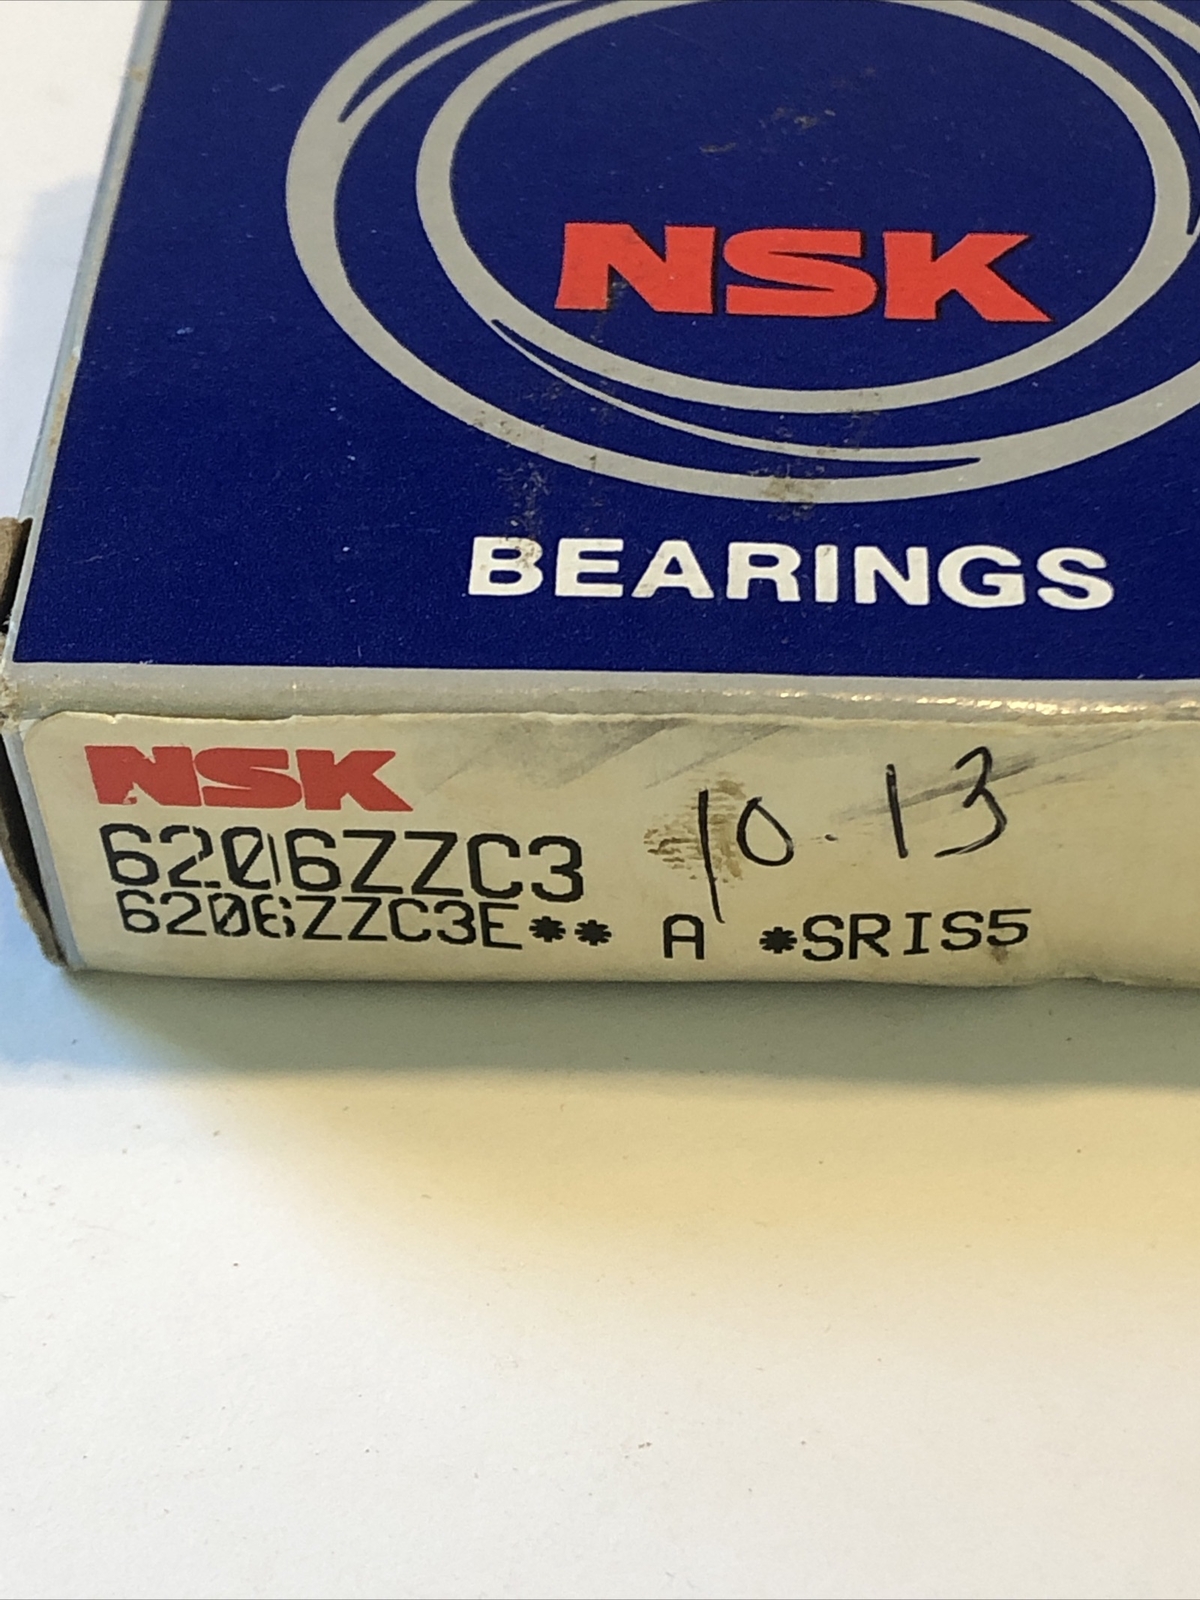 NSK
BEARINGS
NSK
6206ZZC3
10.13
6206ZZC3E** A *SRIS5